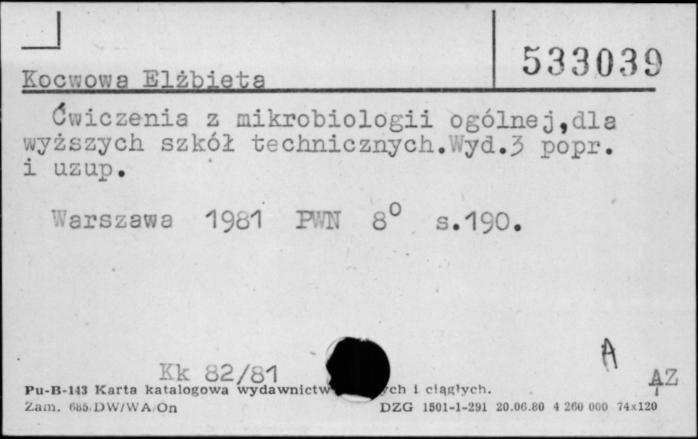 533039
Kocwowa Elżbieta
Ćwiczenia z mikrobiologii ogólnej,dla
wyższych szkół technicznych.Wyd.3 popr.
i uzup.
Warszawa 1981 PWN 8° s.190.
Kk 82/81
A
AZ
Pu-B-143 Karta katalogowa wydawnictw ych i ciągłych.
Zam. 685/DW/WA/On DZG 1501-1-291 20.06.80 4 260 000 74x120